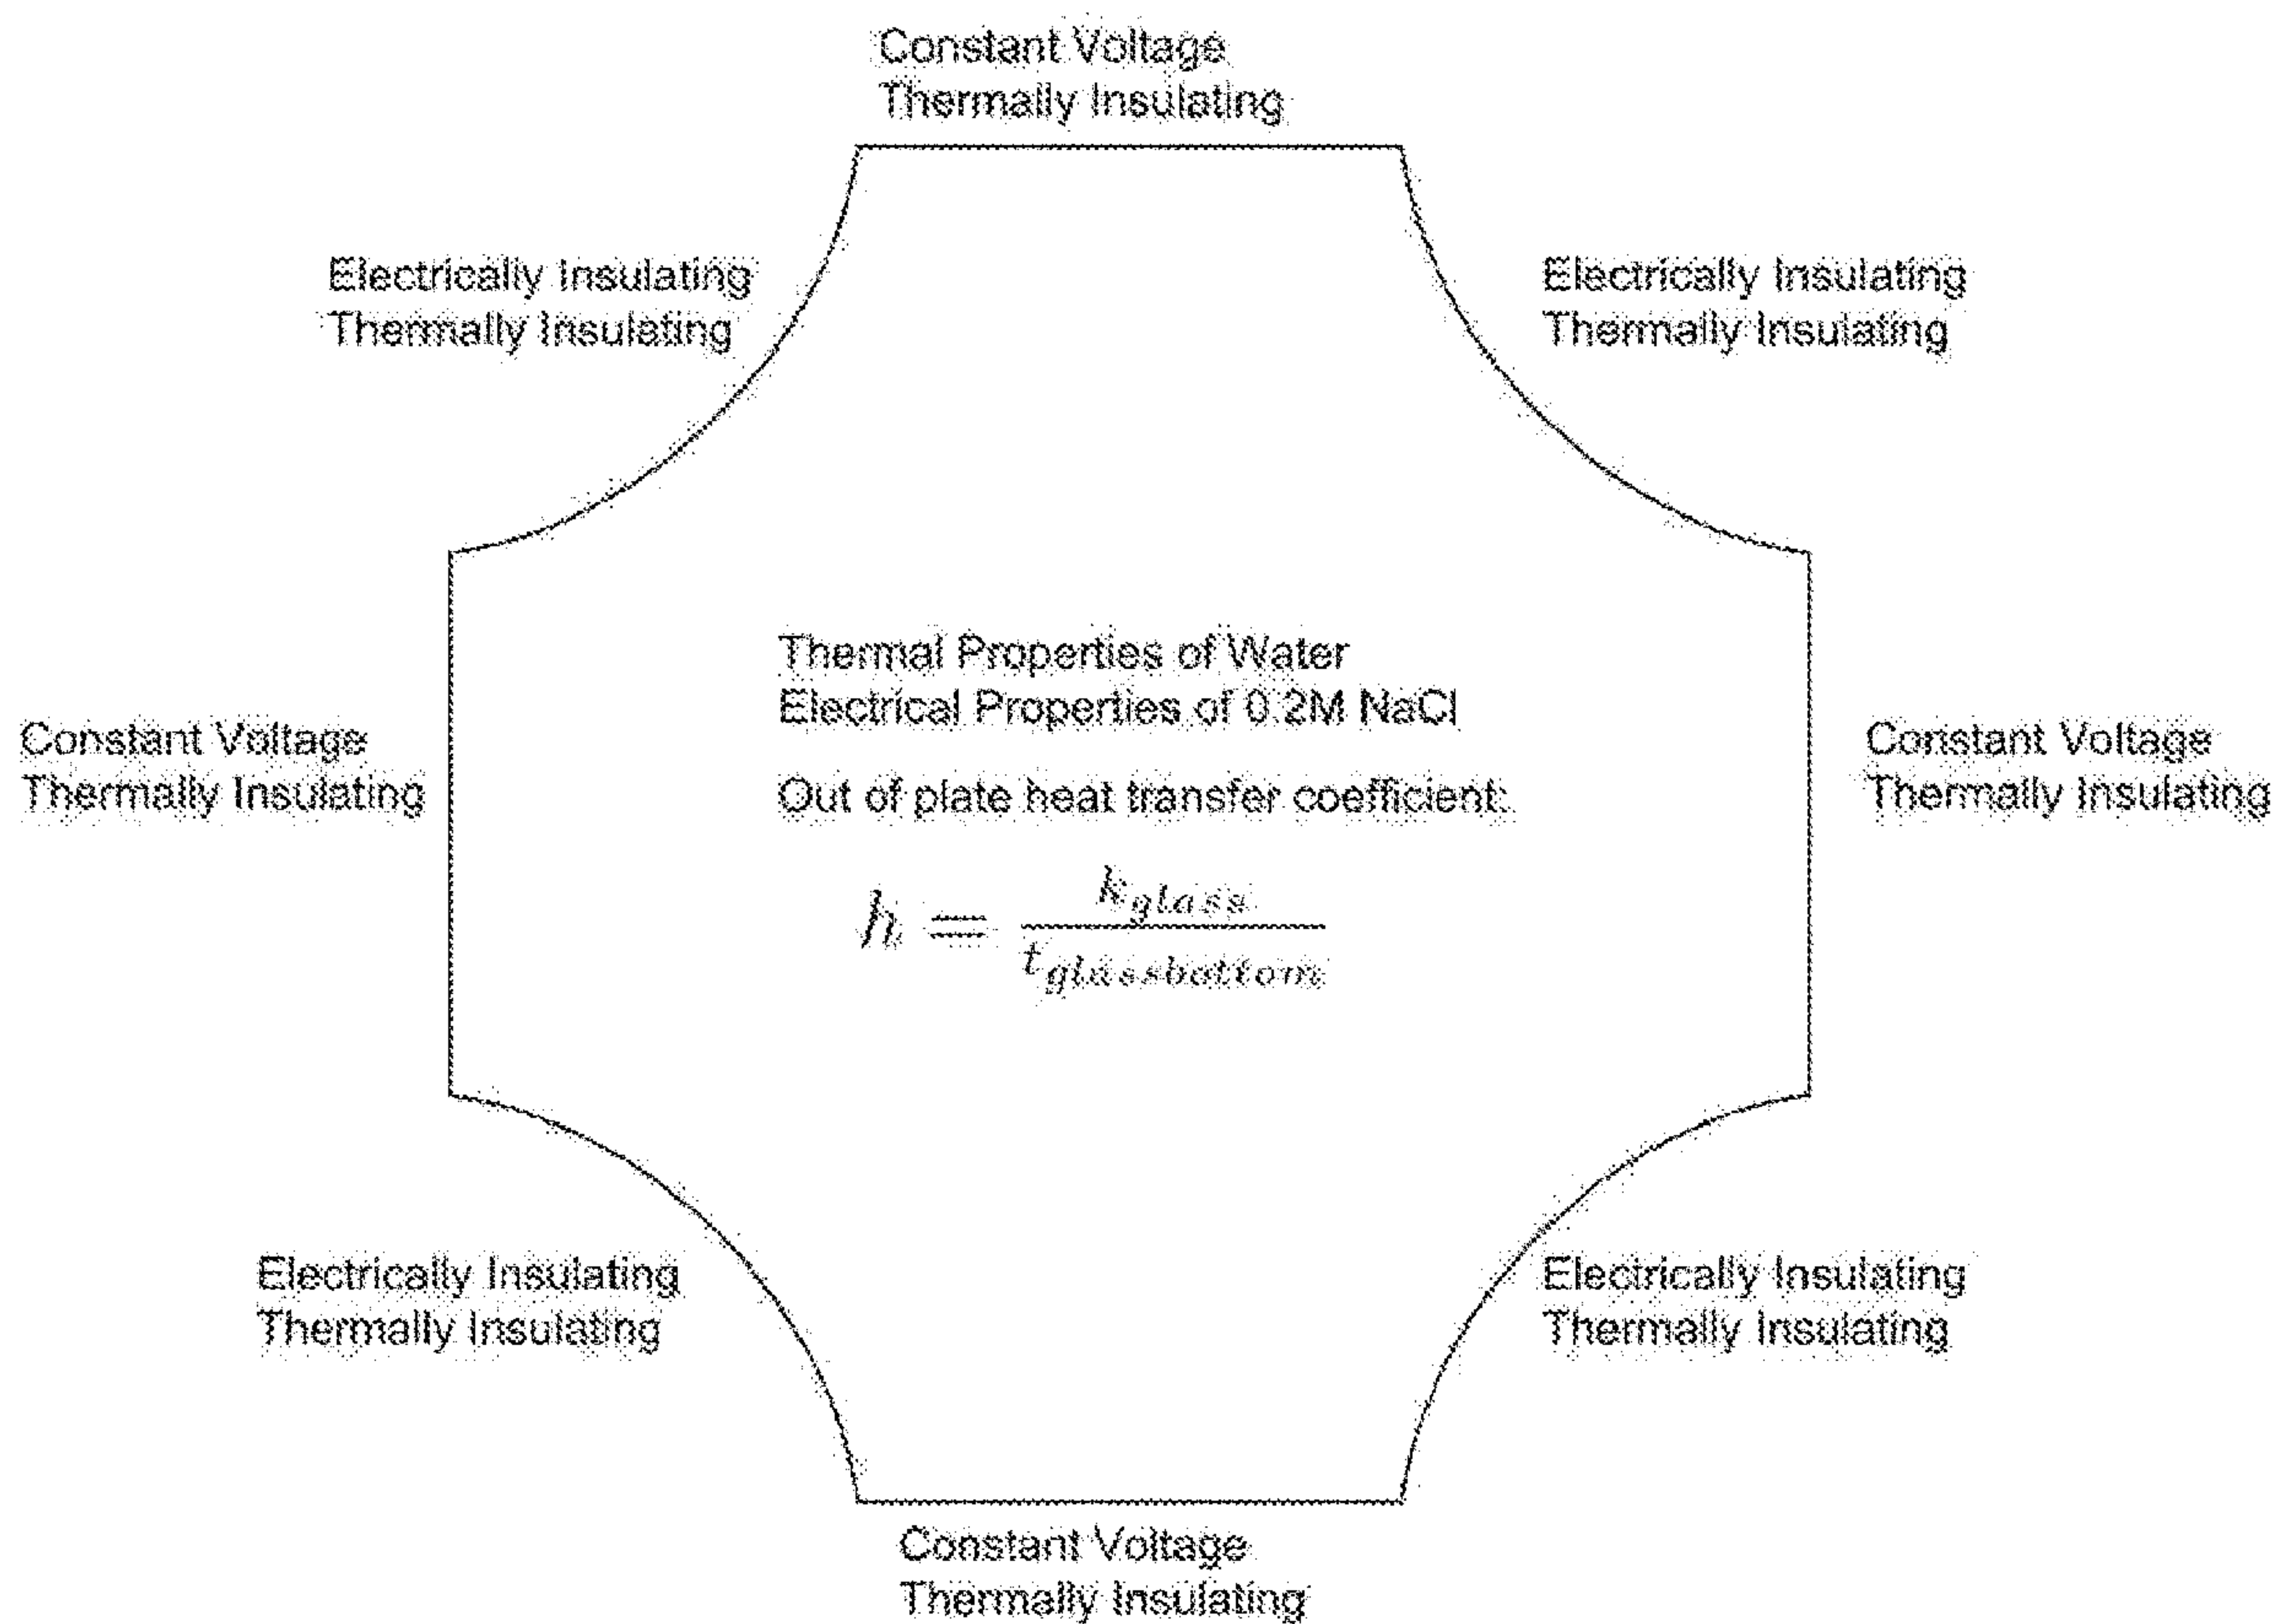 Constant Voltage
Thermally Insulating
Electrically Insulating
Thermally Insulating
Electrically Insulating
Thermally Insulating
Thermal Properties of Water
Electrical Properties of 0.2M NaCl
Constant Voltage
Thermally Insulating
Constant Voltage
Thermally Insulating
Out of plate heat transfer coefficient:
h = k_glass / t_glassbottom
Electrically Insulating
Thermally Insulating
Electrically Insulating
Thermally Insulating
Constant Voltage
Thermally Insulating